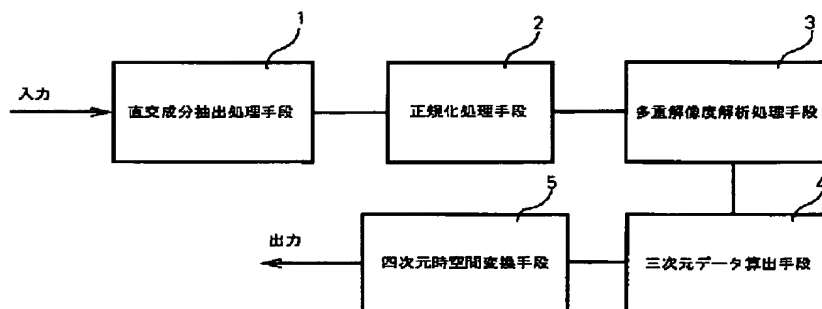 1
2
3
入力
直交成分抽出処理手段
正規化処理手段
多重解像度解析処理手段
5
4
出力
四次元時空間変換手段
三次元データ算出手段